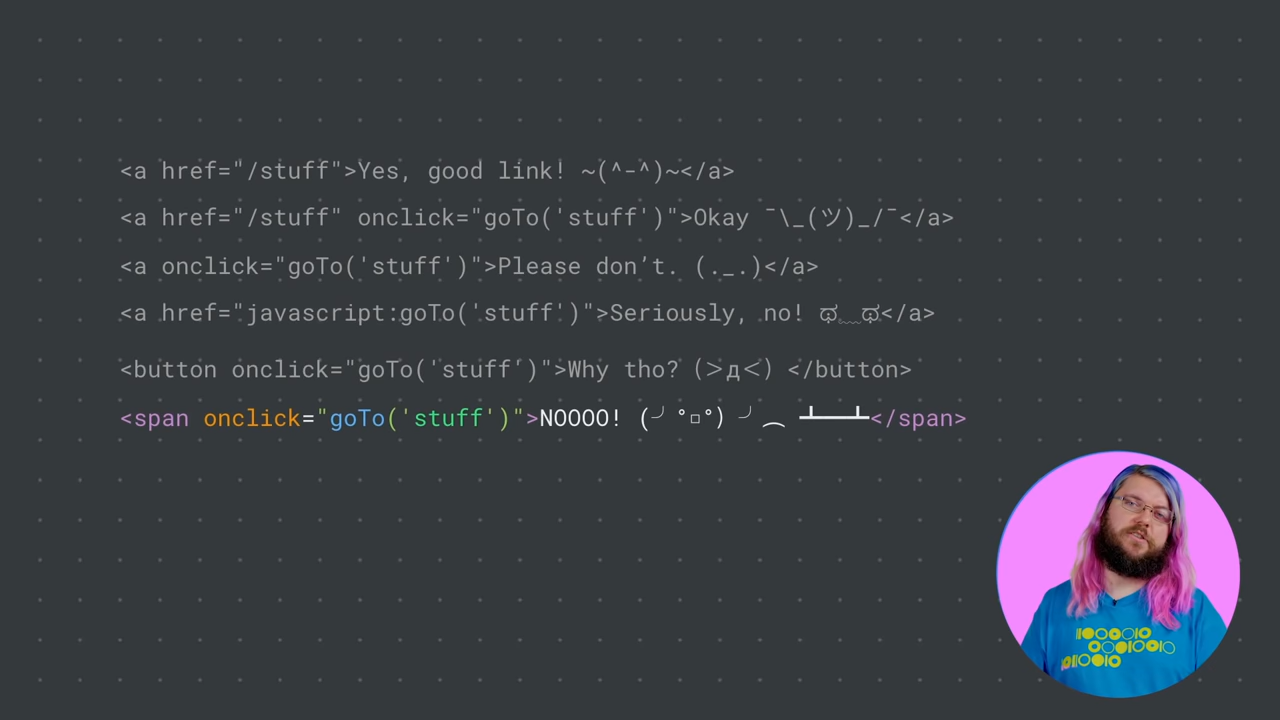 <a href="/stuff">Yes, good link! ~(^-^)~</a>
<a href="/stuff" onclick="goTo('stuff')">Okay ¯\_(ツ)_/¯</a>
<a onclick="goTo('stuff')">Please don’t. (._.)</a>
<a href="javascript:goTo('stuff')">Seriously, no! ಥ﹏ಥ</a>
<button onclick="goTo('stuff')">Why tho? (＞д＜) </button>
<span onclick="goTo('stuff')">NOOOO! (╯°□°）╯︵ ┻━┻</span>